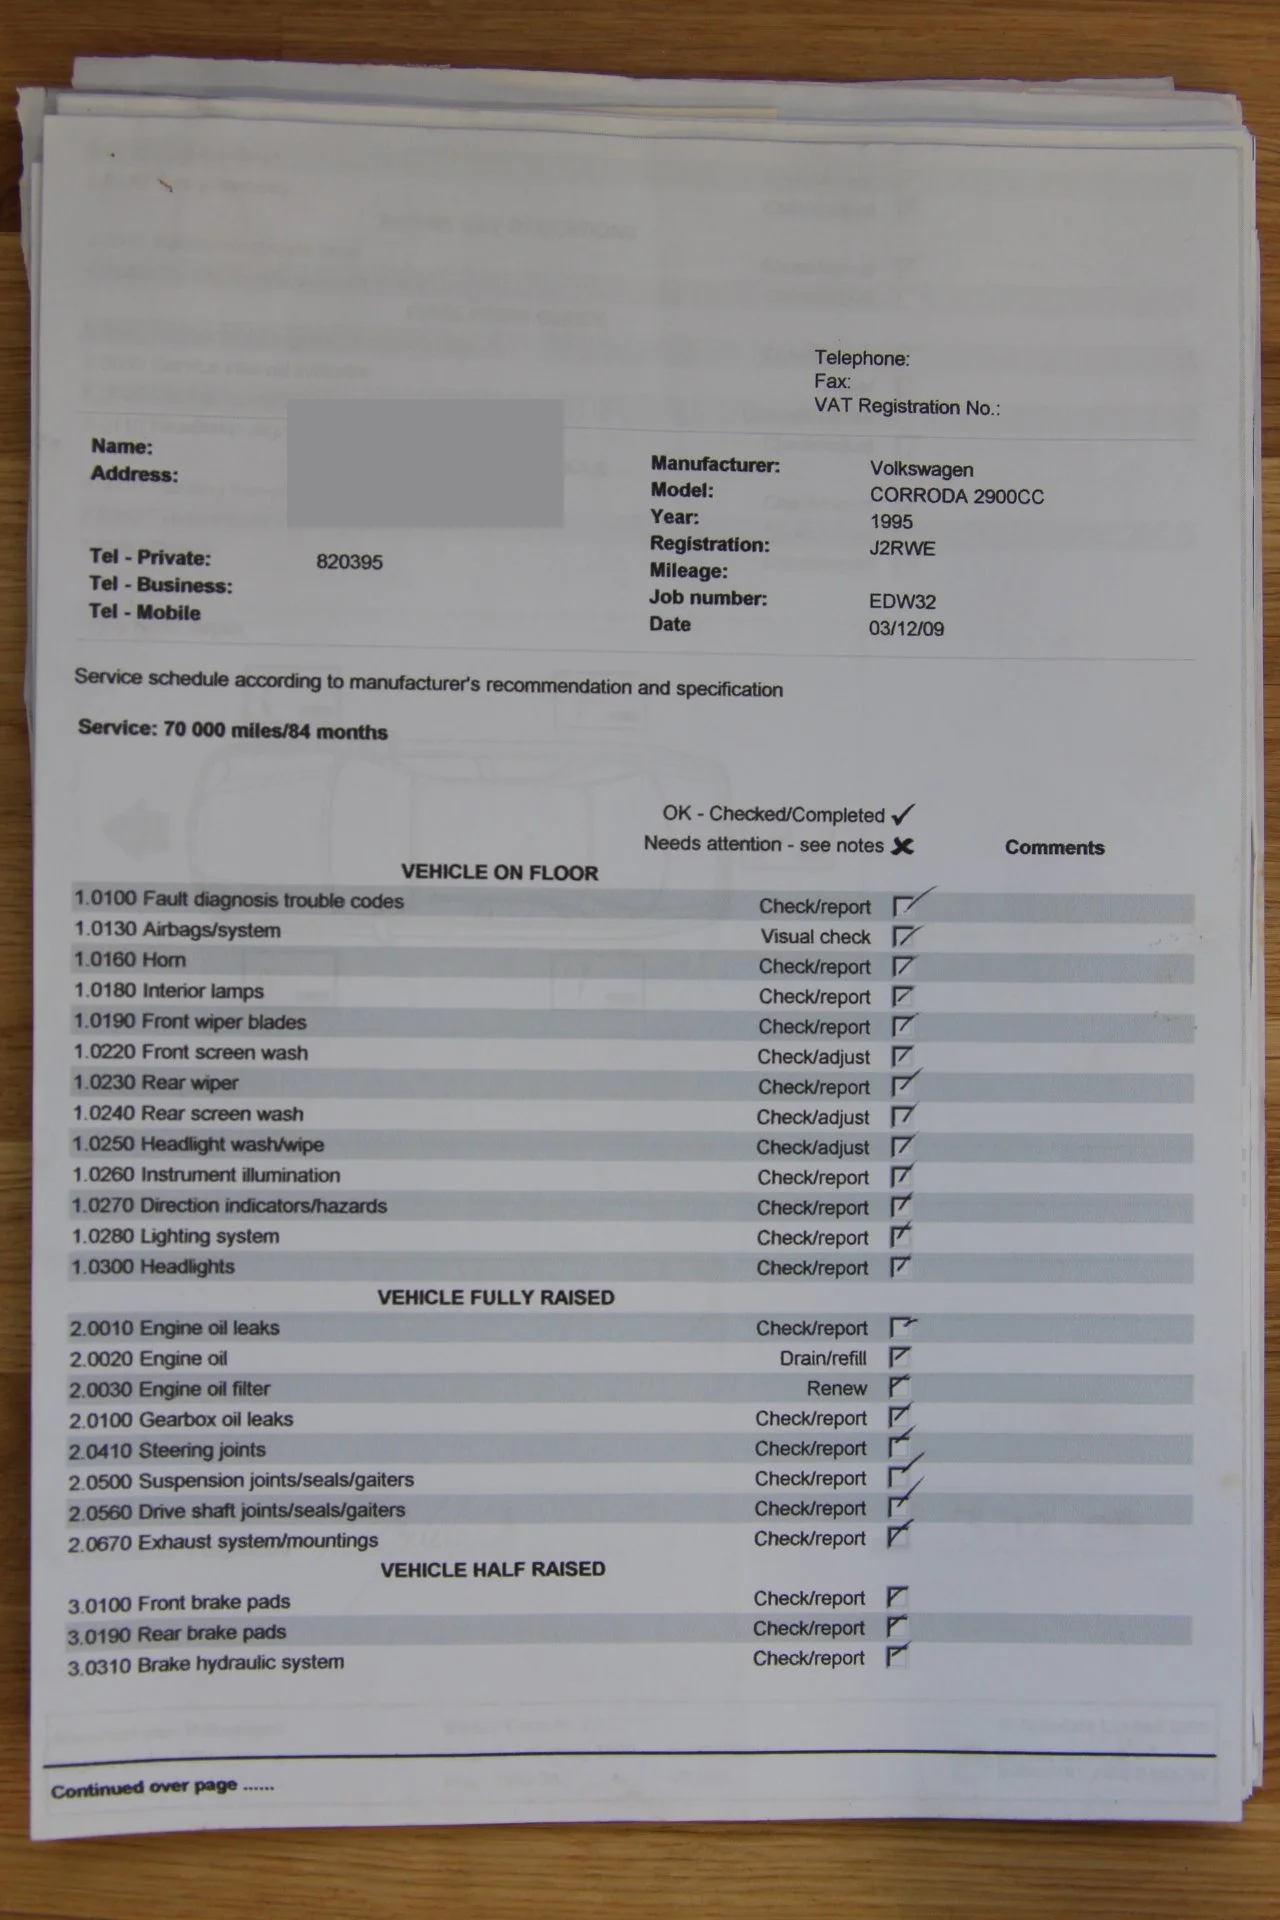 Telephone:
Fax:
VAT Registration No.:
Name:
Address:
Tel - Private: 820395
Tel - Business:
Tel - Mobile
Manufacturer: Volkswagen
Model: CORRODA 2900CC
Year: 1995
Registration: J2RWE
Mileage:
Job number: EDW32
Date 03/12/09
Service schedule according to manufacturer's recommendation and specification
Service: 70 000 miles/84 months
OK - Checked/Completed ✓
Needs attention - see notes ✖ Comments
VEHICLE ON FLOOR
1.0100 Fault diagnosis trouble codes Check/report
1.0130 Airbags/system Visual check
1.0160 Horn Check/report
1.0180 Interior lamps Check/report
1.0190 Front wiper blades Check/report
1.0220 Front screen wash Check/adjust
1.0230 Rear wiper Check/report
1.0240 Rear screen wash Check/adjust
1.0250 Headlight wash/wipe Check/adjust
1.0260 Instrument illumination Check/report
1.0270 Direction indicators/hazards Check/report
1.0280 Lighting system Check/report
1.0300 Headlights Check/report
VEHICLE FULLY RAISED
2.0010 Engine oil leaks Check/report
2.0020 Engine oil Drain/refill
2.0030 Engine oil filter Renew
2.0100 Gearbox oil leaks Check/report
2.0410 Steering joints Check/report
2.0500 Suspension joints/seals/gaiters Check/report
2.0560 Drive shaft joints/seals/gaiters Check/report
2.0670 Exhaust system/mountings Check/report
VEHICLE HALF RAISED
3.0100 Front brake pads Check/report
3.0190 Rear brake pads Check/report
3.0310 Brake hydraulic system Check/report
Continued over page ......